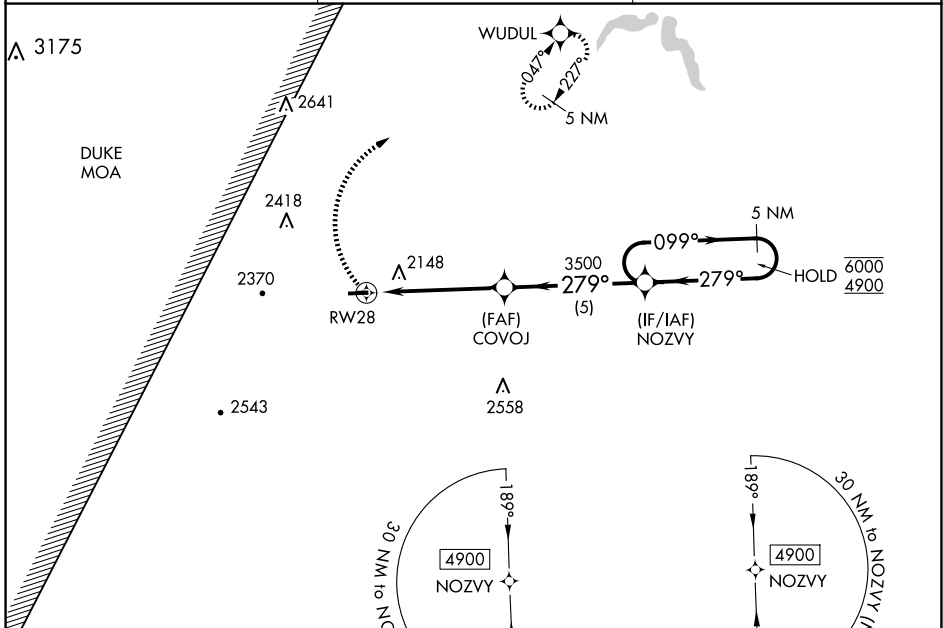 3175
WUDUL
047°
227°
5 NM
2641
DUKE
MOA
2418
5 NM
099°
2148
3500
279°
(5)
279°
HOLD
6000
4900
2370
RW28
(FAF)
COVOJ
(IF/IAF)
NOZVY
2543
2558
189°
4900
NOZVY
30 NM to NO
189°
4900
NOZVY
30 NM to NOZVY